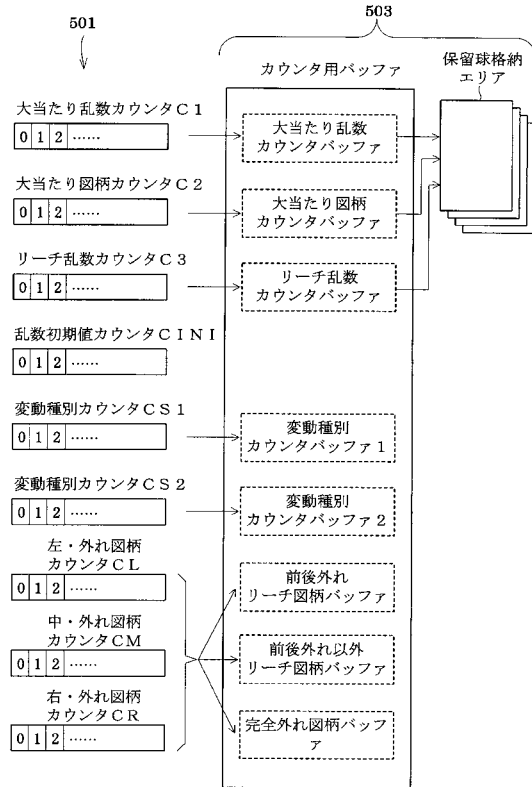 501
503
カウンタ用バッファ
保留球格納
エリア
大当たり乱数カウンタC1
0 1 2 ……
大当たり乱数
カウンタバッファ
大当たり図柄カウンタC2
0 1 2 ……
大当たり図柄
カウンタバッファ
リーチ乱数カウンタC3
0 1 2 ……
リーチ乱数
カウンタバッファ
乱数初期値カウンタCINI
0 1 2 ……
変動種別カウンタCS1
0 1 2 ……
変動種別
カウンタバッファ1
変動種別カウンタCS2
0 1 2 ……
変動種別
カウンタバッファ2
左・外れ図柄
カウンタCL
0 1 2 ……
前後外れ
リーチ図柄バッファ
中・外れ図柄
カウンタCM
0 1 2 ……
前後外れ以外
リーチ図柄バッファ
右・外れ図柄
カウンタCR
0 1 2 ……
完全外れ図柄バッフ
ァ